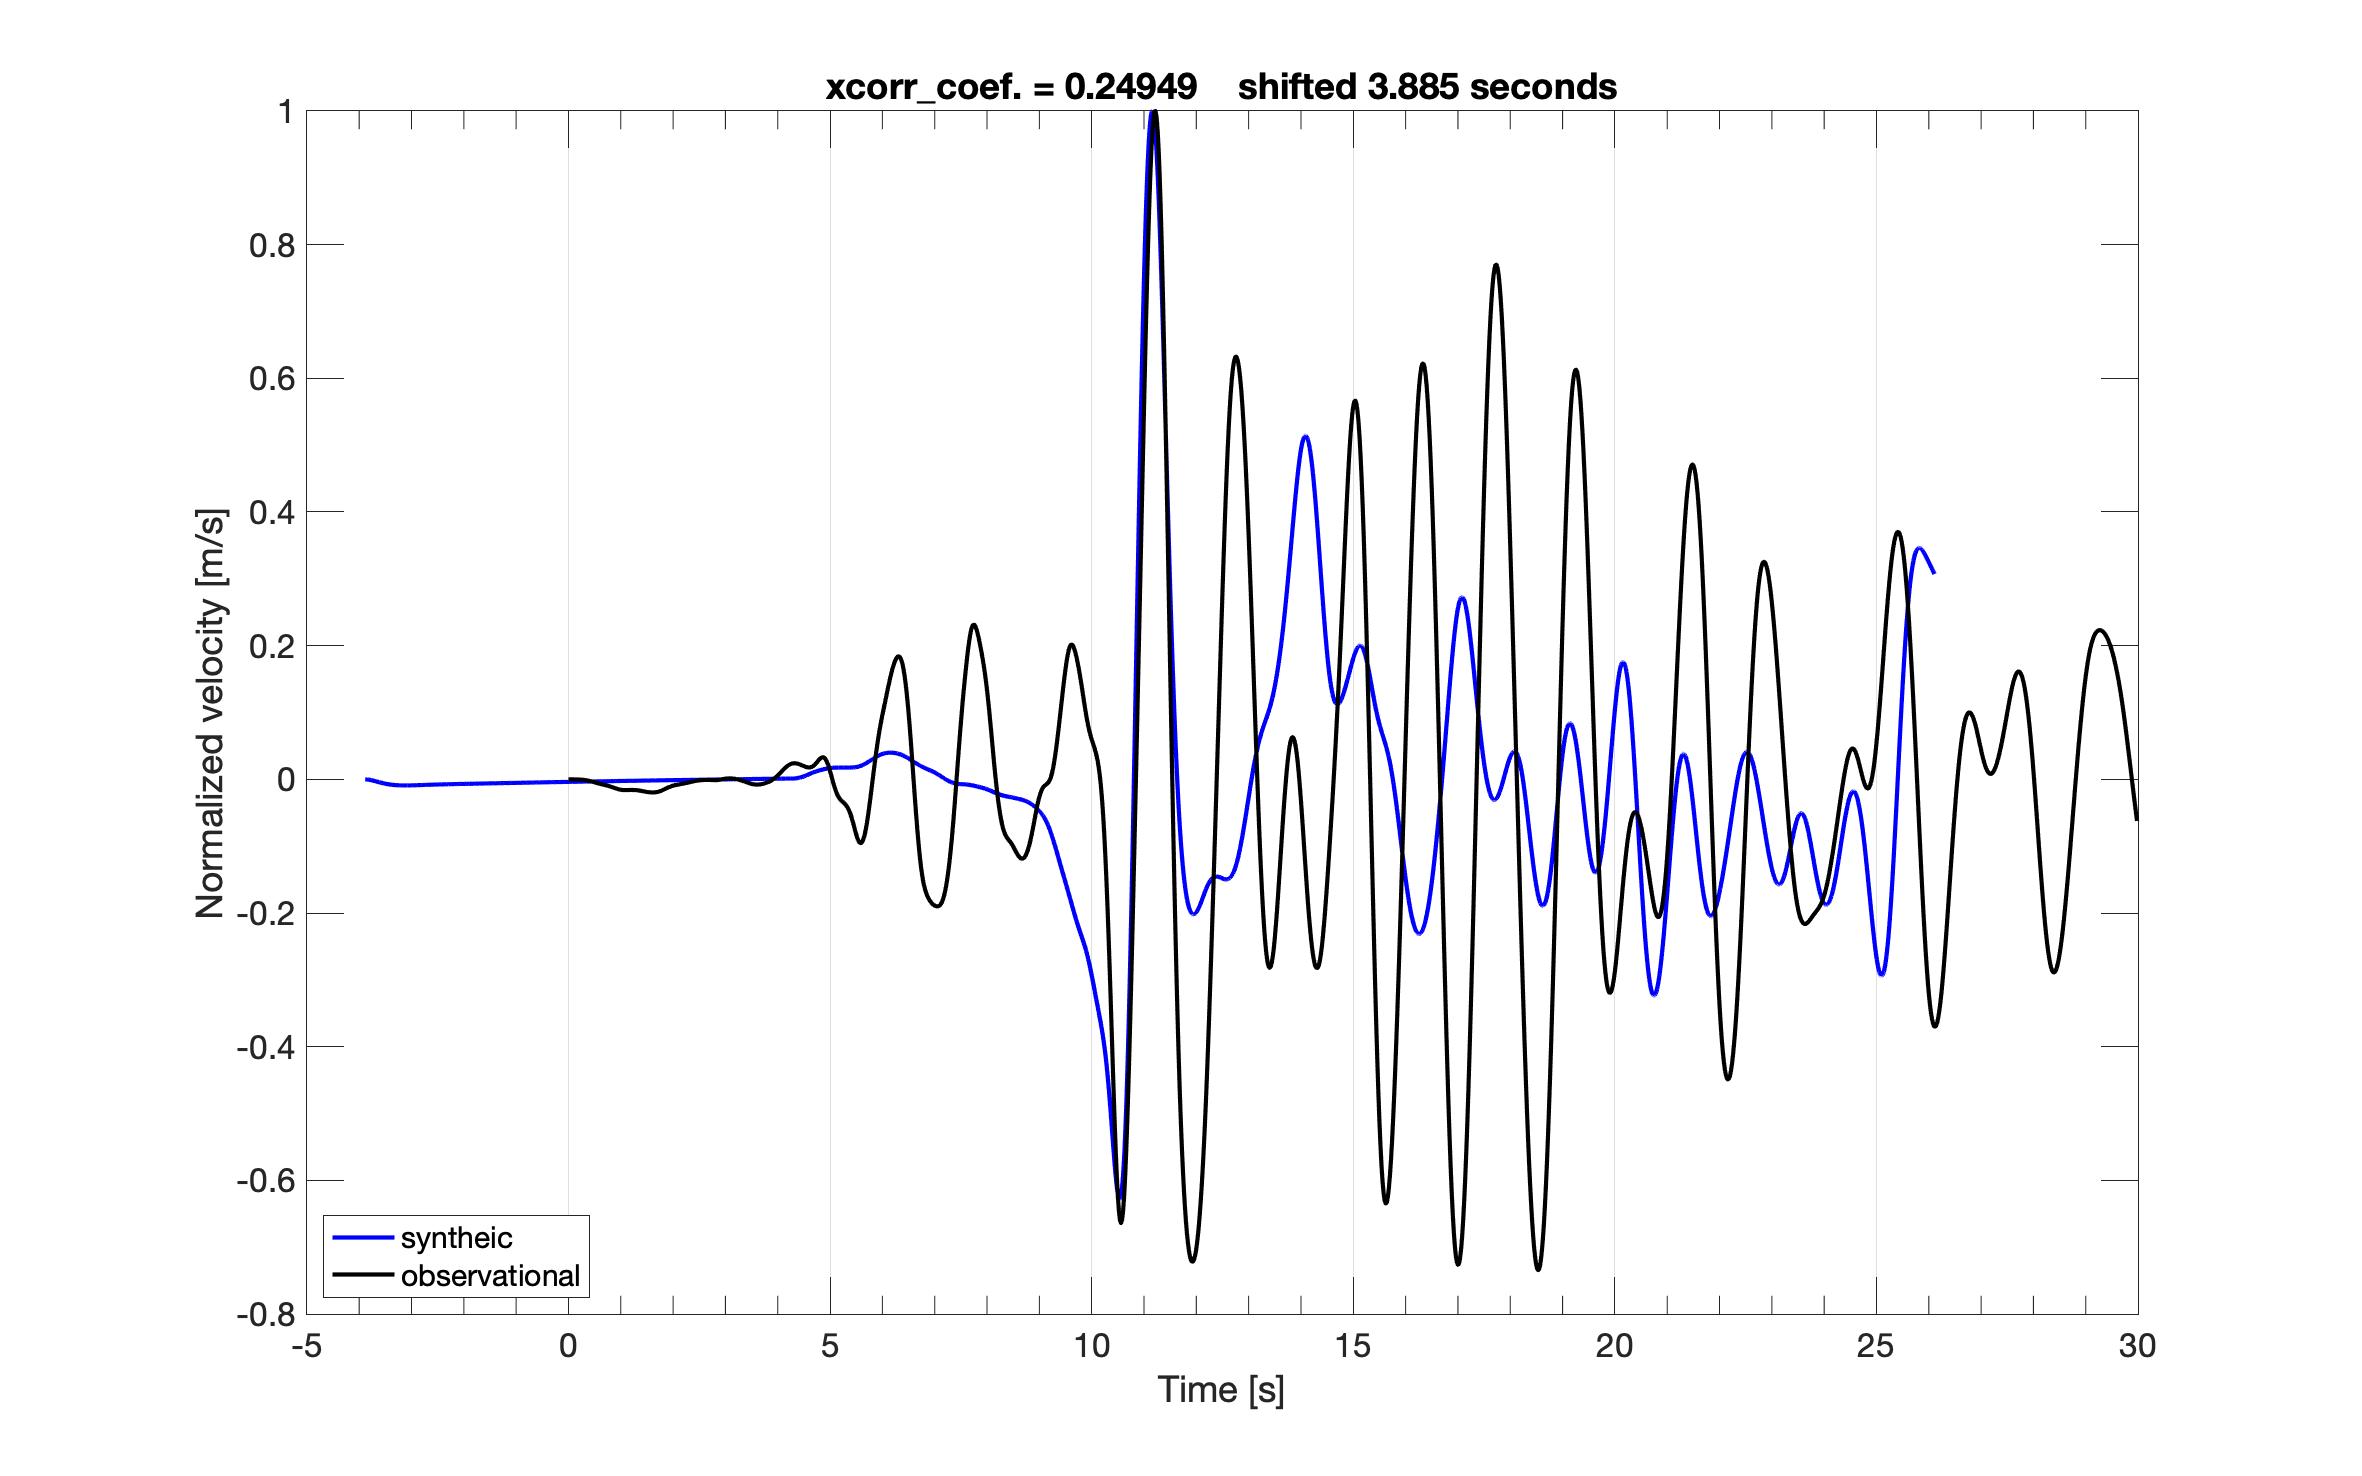 xcorr_coef. = 0.24949 shifted 3.885 seconds
1
0.8
0.6
0.4
0.2
0
-0.2
-0.4
-0.6
-0.8
Normalized velocity [m/s]
syntheic
observational
-5 0 5 10 15 20 25 30
Time [s]